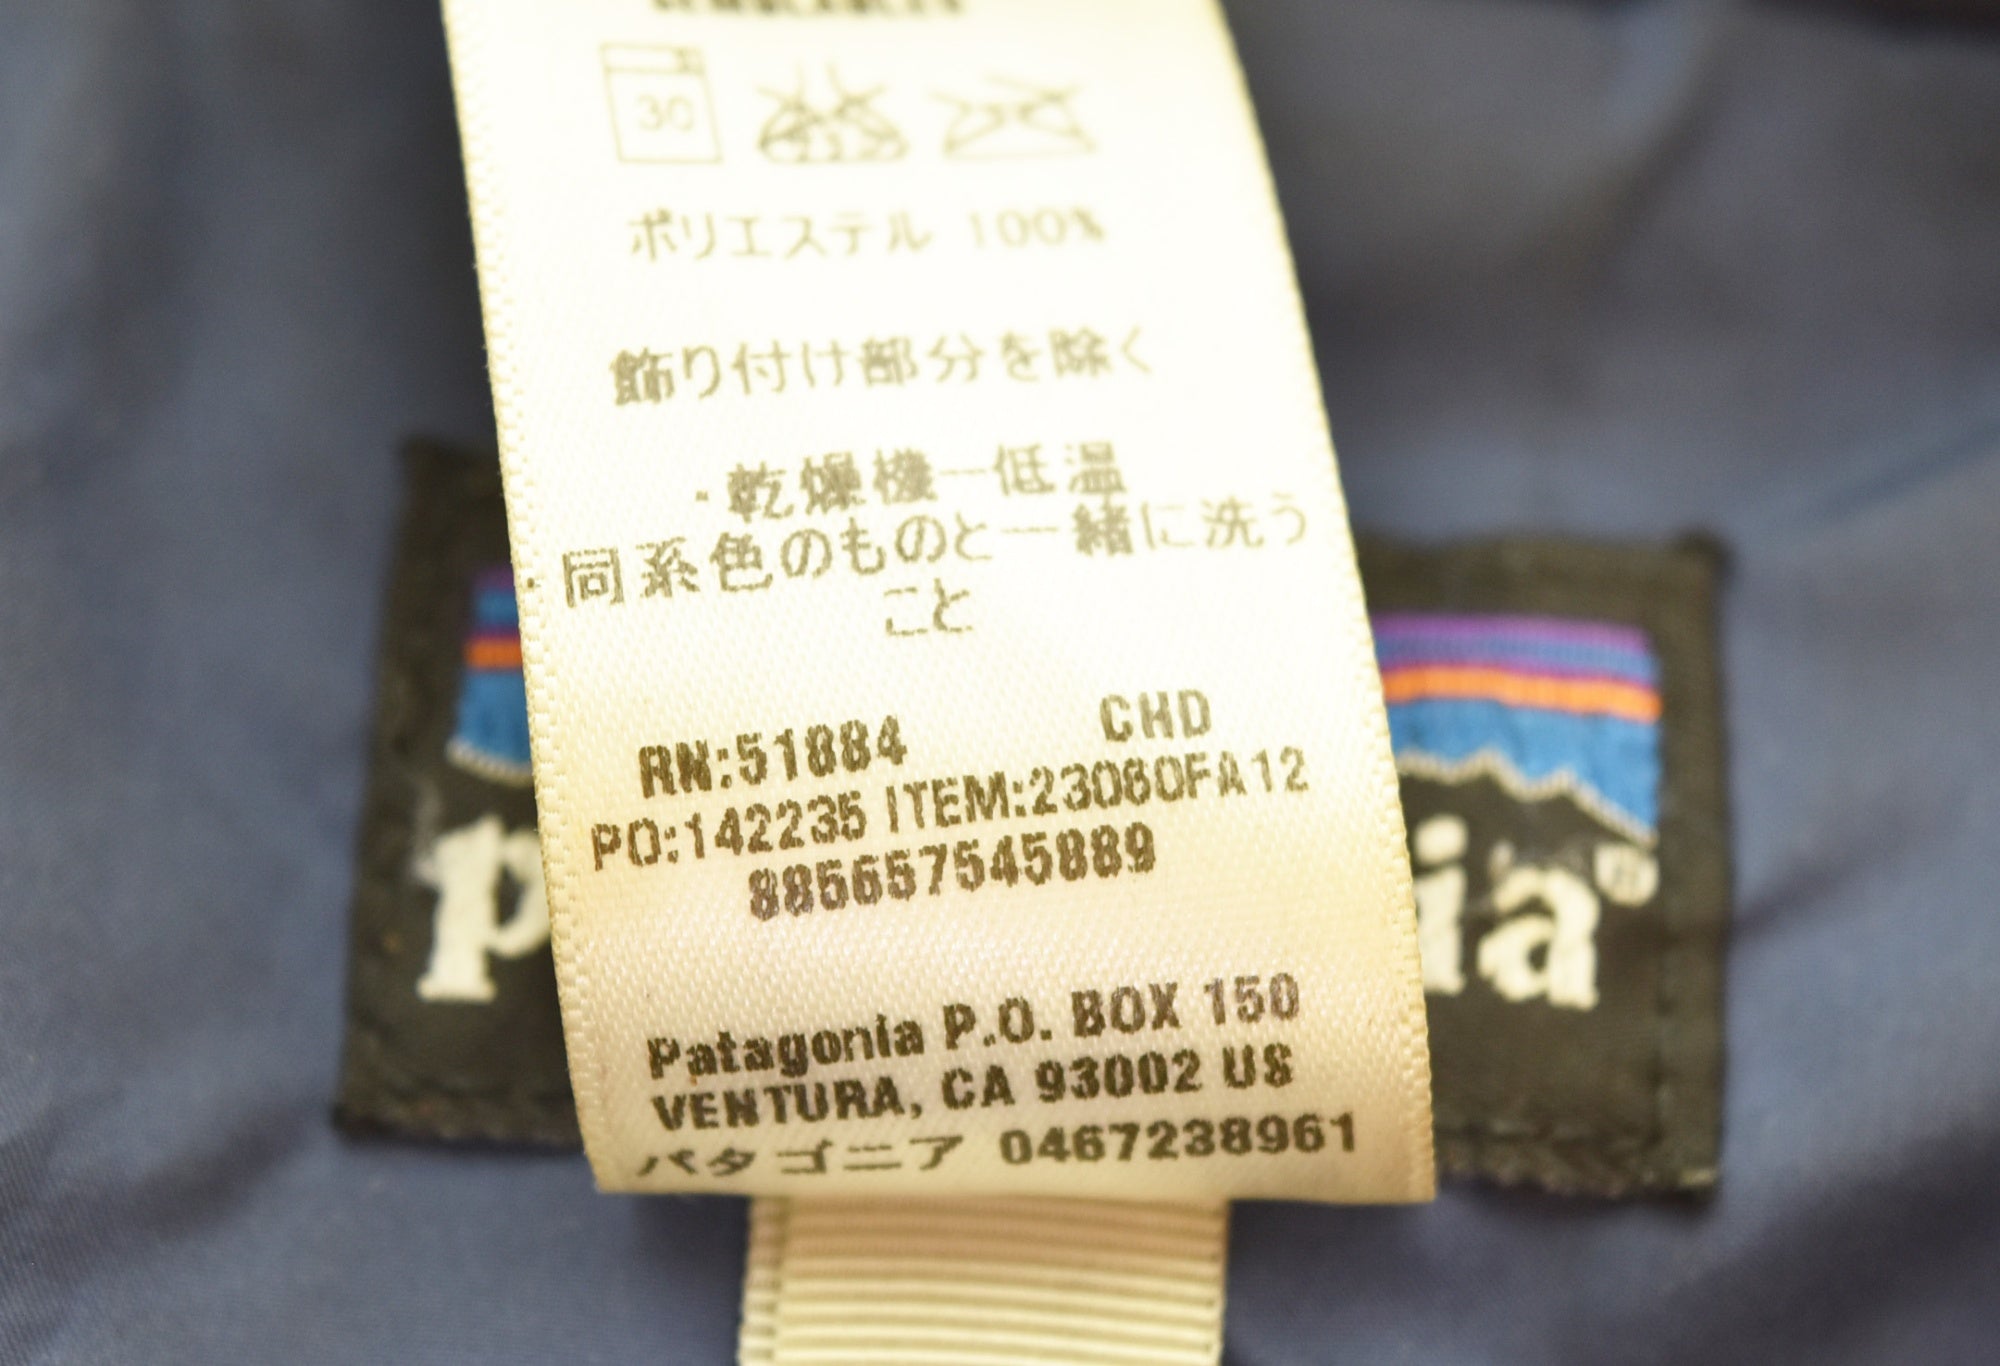 30
ポリエステル 100%
飾り付け部分を除く
・乾燥機ー低温
・同系色のものと一緒に洗う
こと
RN:51884 CHD
PO:142235 ITEM:23080FA12
885657545889
Patagonia P.O. BOX 150
VENTURA, CA 93002 US
パタゴニア 0467238961